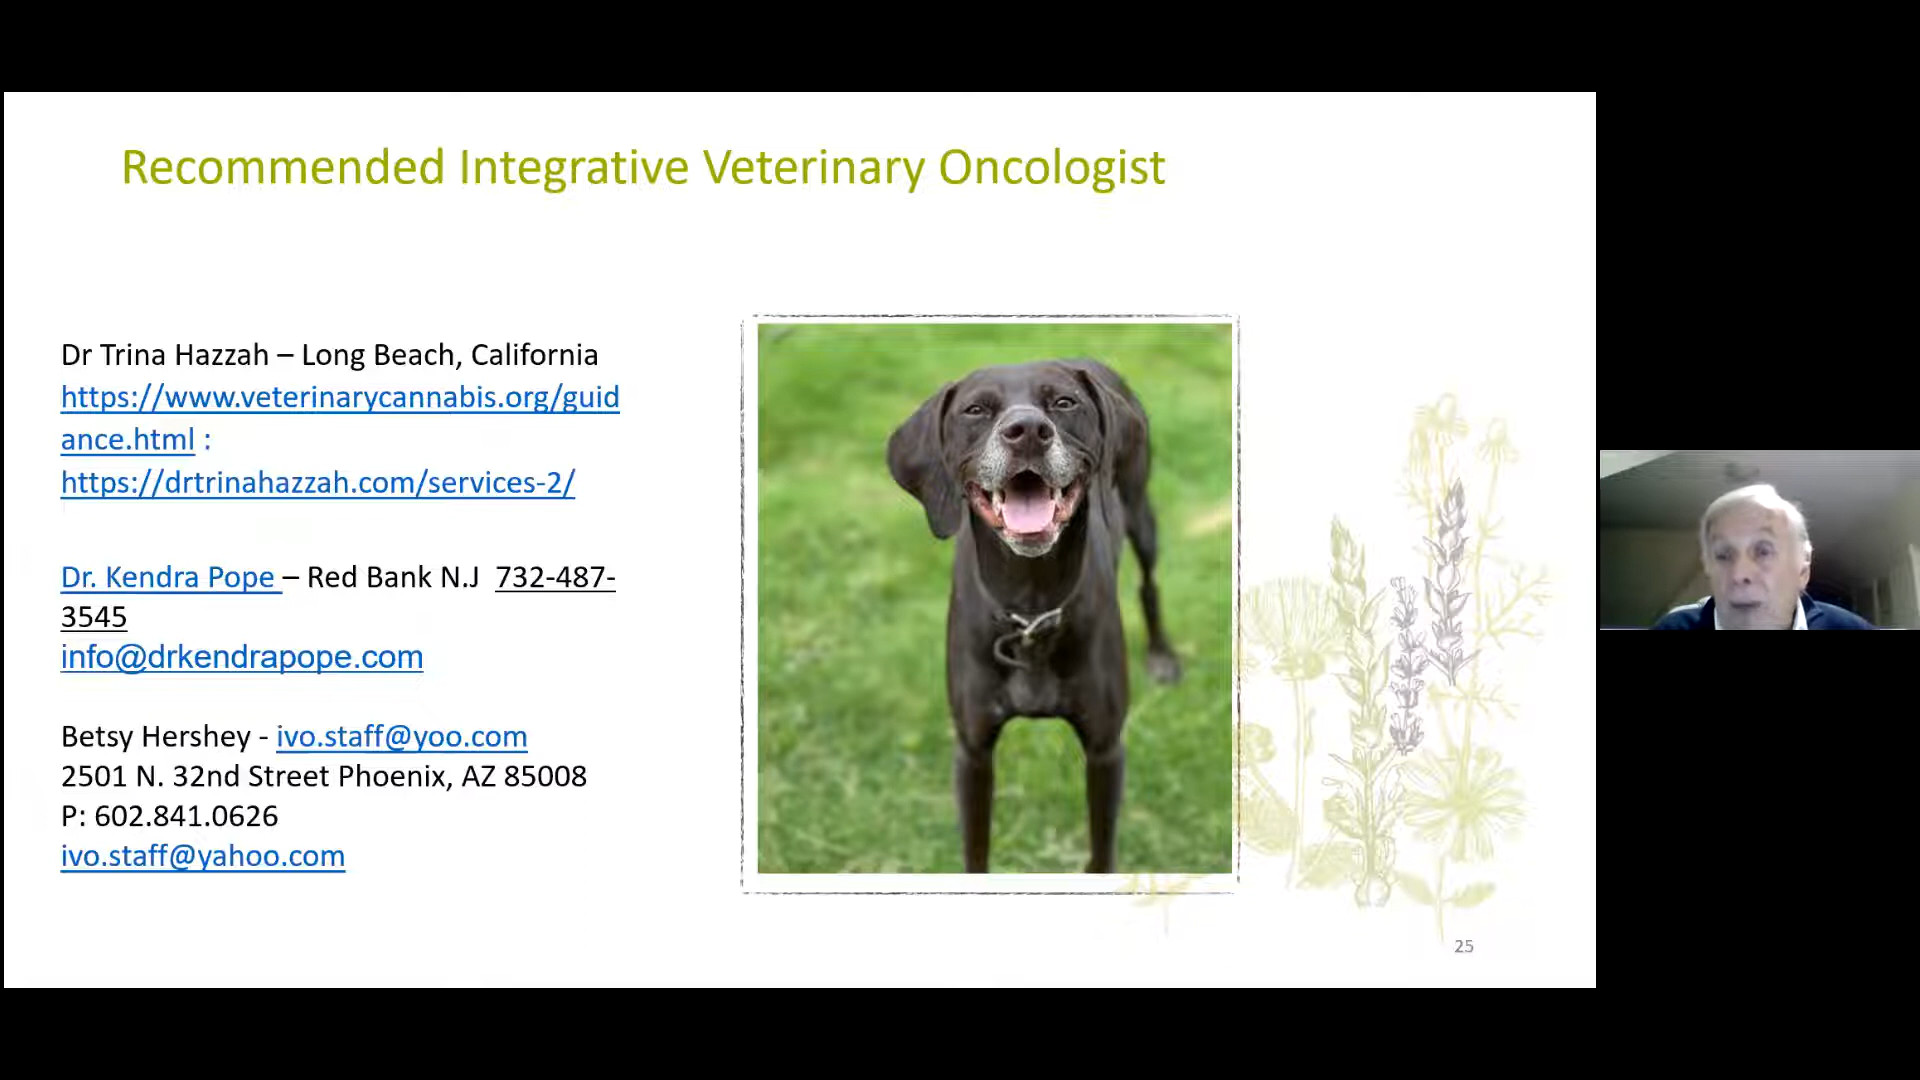 Recommended Integrative Veterinary Oncologist
Dr Trina Hazzah – Long Beach, California
https://www.veterinarycannabis.org/guid
ance.html :
https://drtrinahazzah.com/services-2/
Dr. Kendra Pope – Red Bank N.J 732-487-
3545
info@drkendrapope.com
Betsy Hershey - ivo.staff@yoo.com
2501 N. 32nd Street Phoenix, AZ 85008
P: 602.841.0626
ivo.staff@yahoo.com
25